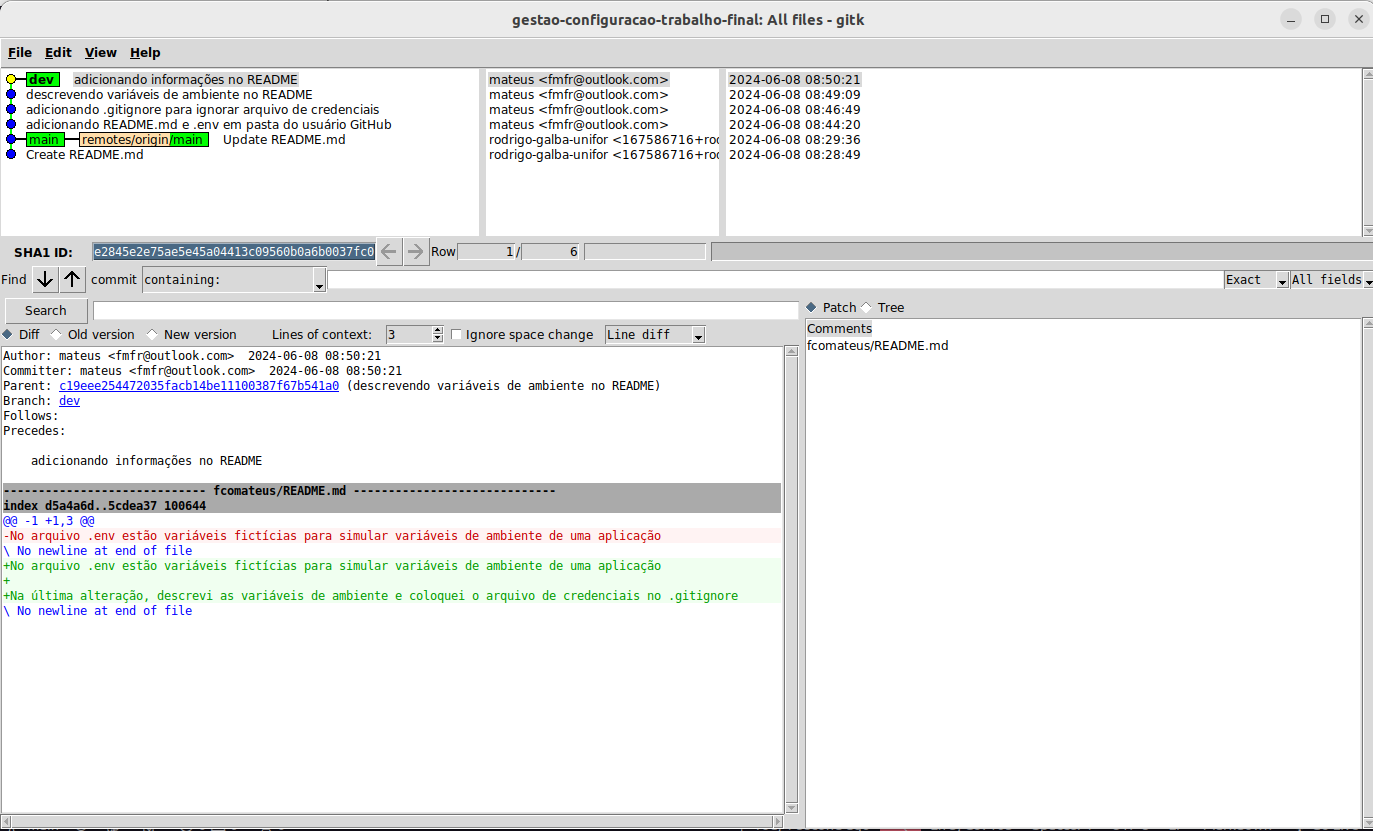 gestao-configuracao-trabalho-final: All files - gitk
File Edit View Help
dev adicionando informações no README mateus <fmfr@outlook.com> 2024-06-08 08:50:21
descrevendo variáveis de ambiente no README mateus <fmfr@outlook.com> 2024-06-08 08:49:09
adicionando .gitignore para ignorar arquivo de credenciais mateus <fmfr@outlook.com> 2024-06-08 08:46:49
adicionando README.md e .env em pasta do usuário GitHub mateus <fmfr@outlook.com> 2024-06-08 08:44:20
main remotes/origin/main Update README.md rodrigo-galba-unifor <167586716+rod 2024-06-08 08:29:36
Create README.md rodrigo-galba-unifor <167586716+rod 2024-06-08 08:28:49
SHA1 ID: e2845e2e75ae5e45a04413c09560b0a6b0037fc0 Row 1 / 6
Find commit containing: Exact All fields
Search
Patch Tree
Diff Old version New version Lines of context: 3 Ignore space change Line diff
Comments
fcomateus/README.md
Author: mateus <fmfr@outlook.com>  2024-06-08 08:50:21
Committer: mateus <fmfr@outlook.com>  2024-06-08 08:50:21
Parent: c19eee254472035facb14be11100387f67b541a0 (descrevendo variáveis de ambiente no README)
Branch: dev
Follows:
Precedes:
adicionando informações no README
----------------------------- fcomateus/README.md -----------------------------
index d5a4a6d..5cdea37 100644
@@ -1 +1,3 @@
-No arquivo .env estão variáveis fictícias para simular variáveis de ambiente de uma aplicação
\ No newline at end of file
+No arquivo .env estão variáveis fictícias para simular variáveis de ambiente de uma aplicação
+
+Na última alteração, descrevi as variáveis de ambiente e coloquei o arquivo de credenciais no .gitignore
\ No newline at end of file